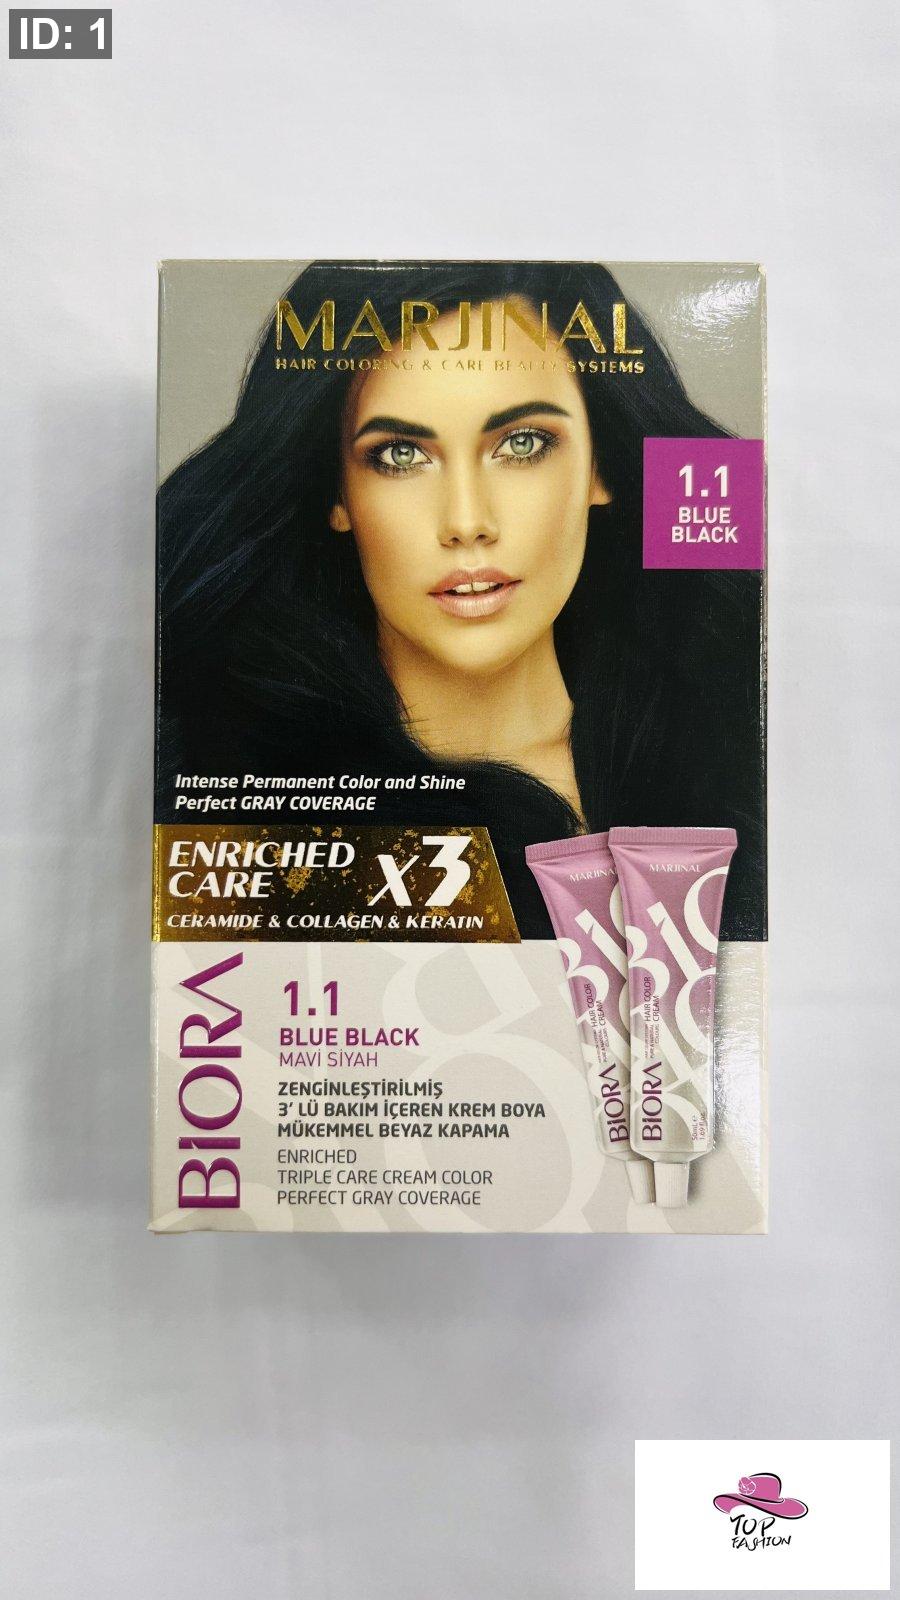 ID: 1
MARJINAL
HAIR COLORING & CARE BEAUTY SYSTEMS
1.1
BLUE
BLACK
Intense Permanent Color and Shine
Perfect GRAY COVERAGE
ENRICHED
CARE
X3
CERAMIDE & COLLAGEN & KERATIN
BiORA
1.1
BLUE BLACK
MAVİ SİYAH
ZENGİNLEŞTİRİLMİŞ
3' LÜ BAKIM İÇEREN KREM BOYA
MÜKEMMEL BEYAZ KAPAMA
ENRICHED
TRIPLE CARE CREAM COLOR
PERFECT GRAY COVERAGE
MARJINAL
BiORA
HAIR COLOR
CREAM
MARJINAL
BiORA
HAIR COLOR
CREAM
50ML e
TOP
FASHION